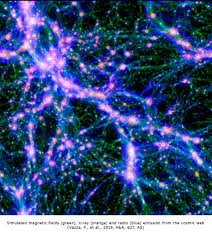 Simulated magnetic fields (green), X-ray (orange) and radio (blue) emission from the cosmic web
(Vazza, F., et al., 2019, A&A, 627, A5)